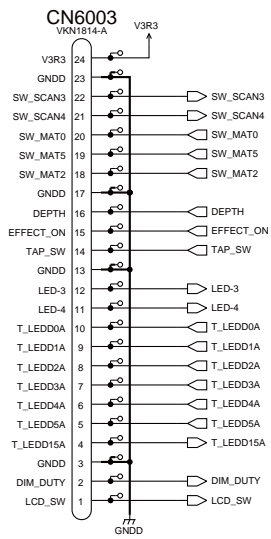 CN6003
VKN1814-A
V3R3
V3R3 24
GNDD 23
SW_SCAN3 22 SW_SCAN3
SW_SCAN4 21 SW_SCAN4
SW_MAT0 20 SW_MAT0
SW_MAT5 19 SW_MAT5
SW_MAT2 18 SW_MAT2
GNDD 17
DEPTH 16 DEPTH
EFFECT_ON 15 EFFECT_ON
TAP_SW 14 TAP_SW
GNDD 13
LED-3 12 LED-3
LED-4 11 LED-4
T_LEDD0A 10 T_LEDD0A
T_LEDD1A 9 T_LEDD1A
T_LEDD2A 8 T_LEDD2A
T_LEDD3A 7 T_LEDD3A
T_LEDD4A 6 T_LEDD4A
T_LEDD5A 5 T_LEDD5A
T_LEDD15A 4 T_LEDD15A
GNDD 3
DIM_DUTY 2 DIM_DUTY
LCD_SW 1 LCD_SW
GNDD